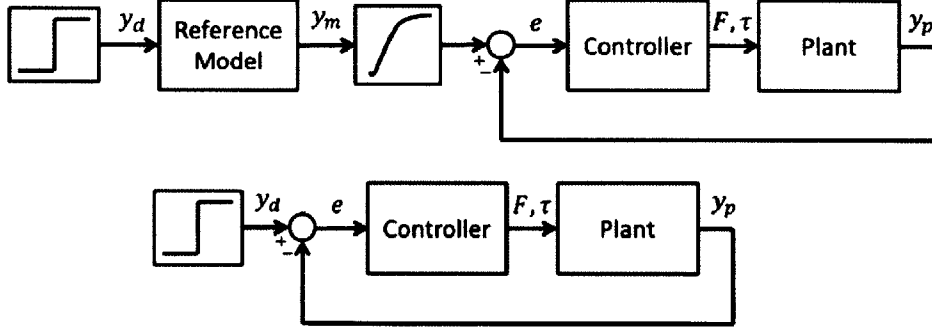 y_d
Reference
Model
y_m
+
−
e
Controller
F, τ
Plant
y_p
y_d
+
−
e
Controller
F, τ
Plant
y_p